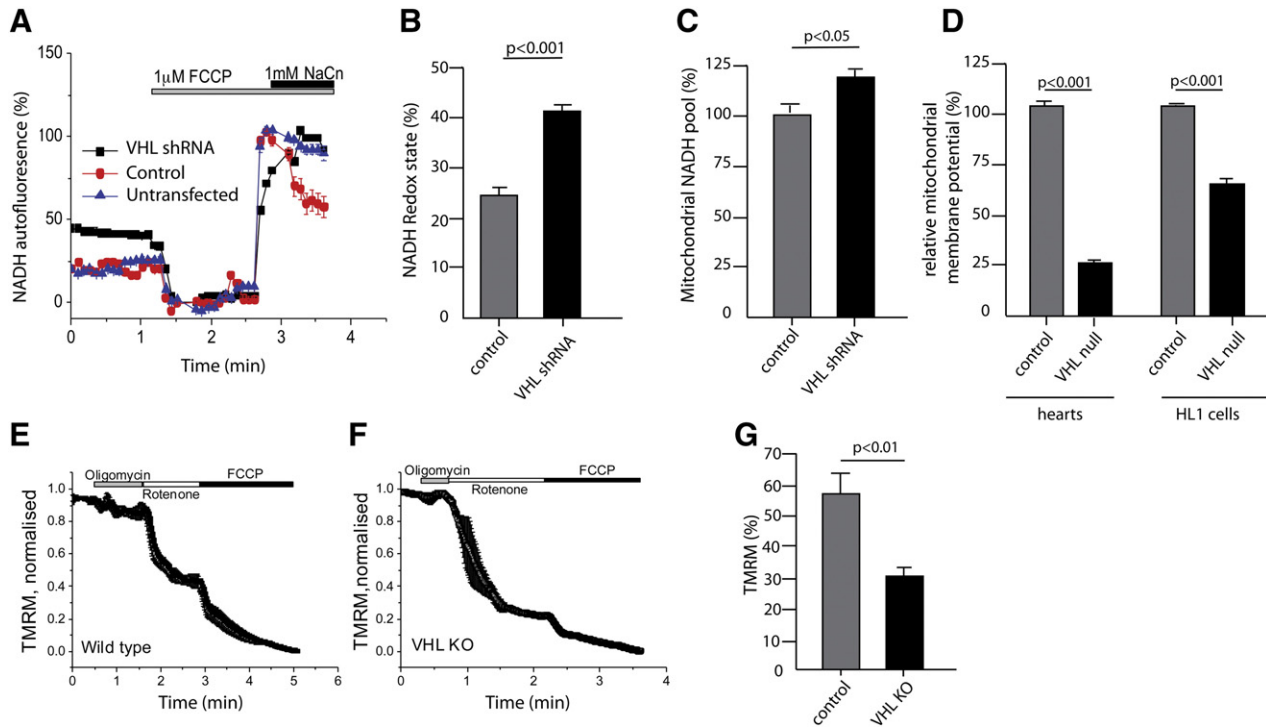 A
1μM FCCP
1mM NaCn
NADH autofluoresence (%)
150
100
50
0
VHL shRNA
Control
Untransfected
0
1
2
3
4
Time (min)
B
p<0.001
NADH Redox state (%)
50
40
30
20
10
0
control
VHL shRNA
C
p<0.05
Mitochondrial NADH pool (%)
125
100
75
50
25
0
control
VHL shRNA
D
relative mitochondrial
membrane potential (%)
125
100
75
50
25
0
p<0.001
p<0.001
control
VHL null
control
VHL null
hearts
HL1 cells
E
Oligomycin
FCCP
Rotenone
TMRM, normalised
1.0
0.8
0.6
0.4
0.2
0.0
Wild type
0
1
2
3
4
5
6
Time (min)
F
Oligomycin
FCCP
Rotenone
TMRM,normalised
1.0
0.8
0.6
0.4
0.2
0.0
VHL KO
0
1
2
3
4
Time (min)
G
p<0.01
TMRM (%)
70
60
50
40
30
20
10
0
control
VHL KO